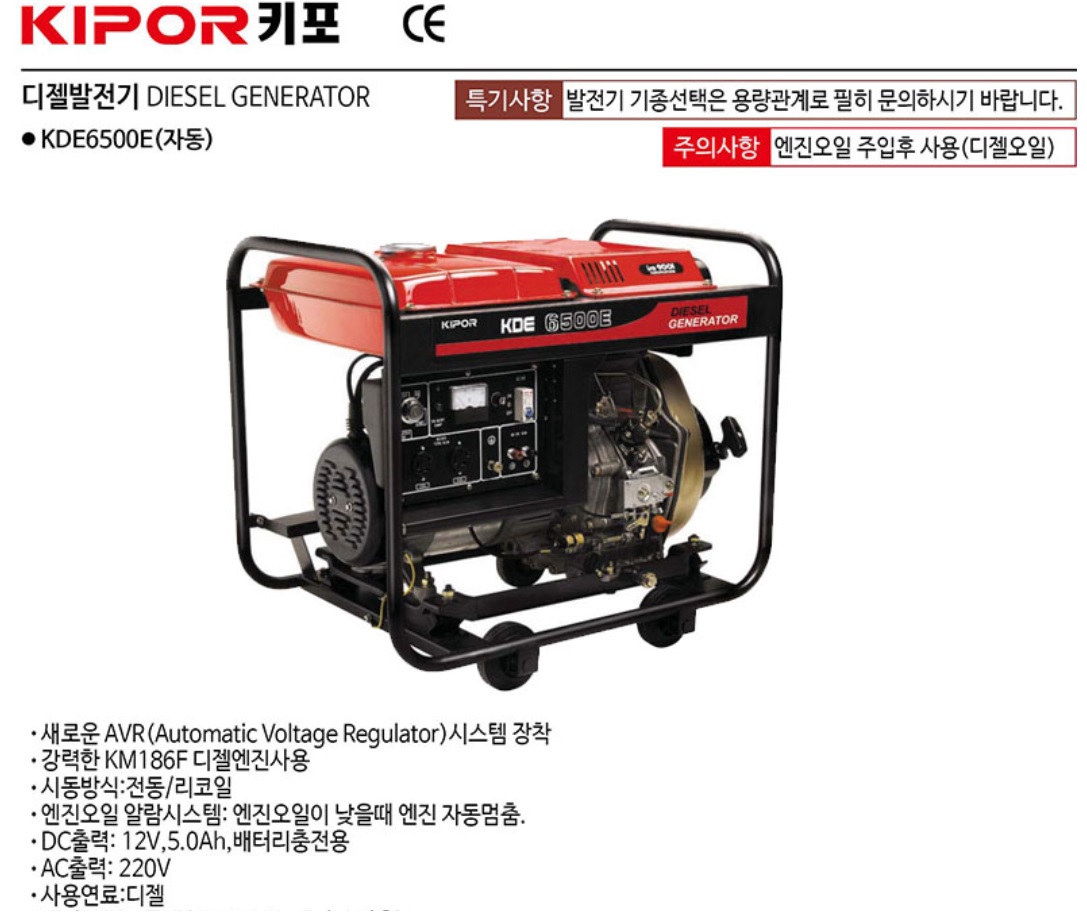 KIPOR키포 CE
디젤발전기 DIESEL GENERATOR
특기사항 발전기 기종선택은 용량관계로 필히 문의하시기 바랍니다.
● KDE6500E(자동)
주의사항 엔진오일 주입후 사용(디젤오일)
KIPOR KDE 6500E
DIESEL
GENERATOR
·새로운 AVR(Automatic Voltage Regulator)시스템 장착
·강력한 KM186F 디젤엔진사용
·시동방식:전동/리코일
·엔진오일 알람시스템: 엔진오일이 낮을때 엔진 자동멈춤.
·DC출력: 12V,5.0Ah,배터리충전용
·AC출력: 220V
·사용연료:디젤